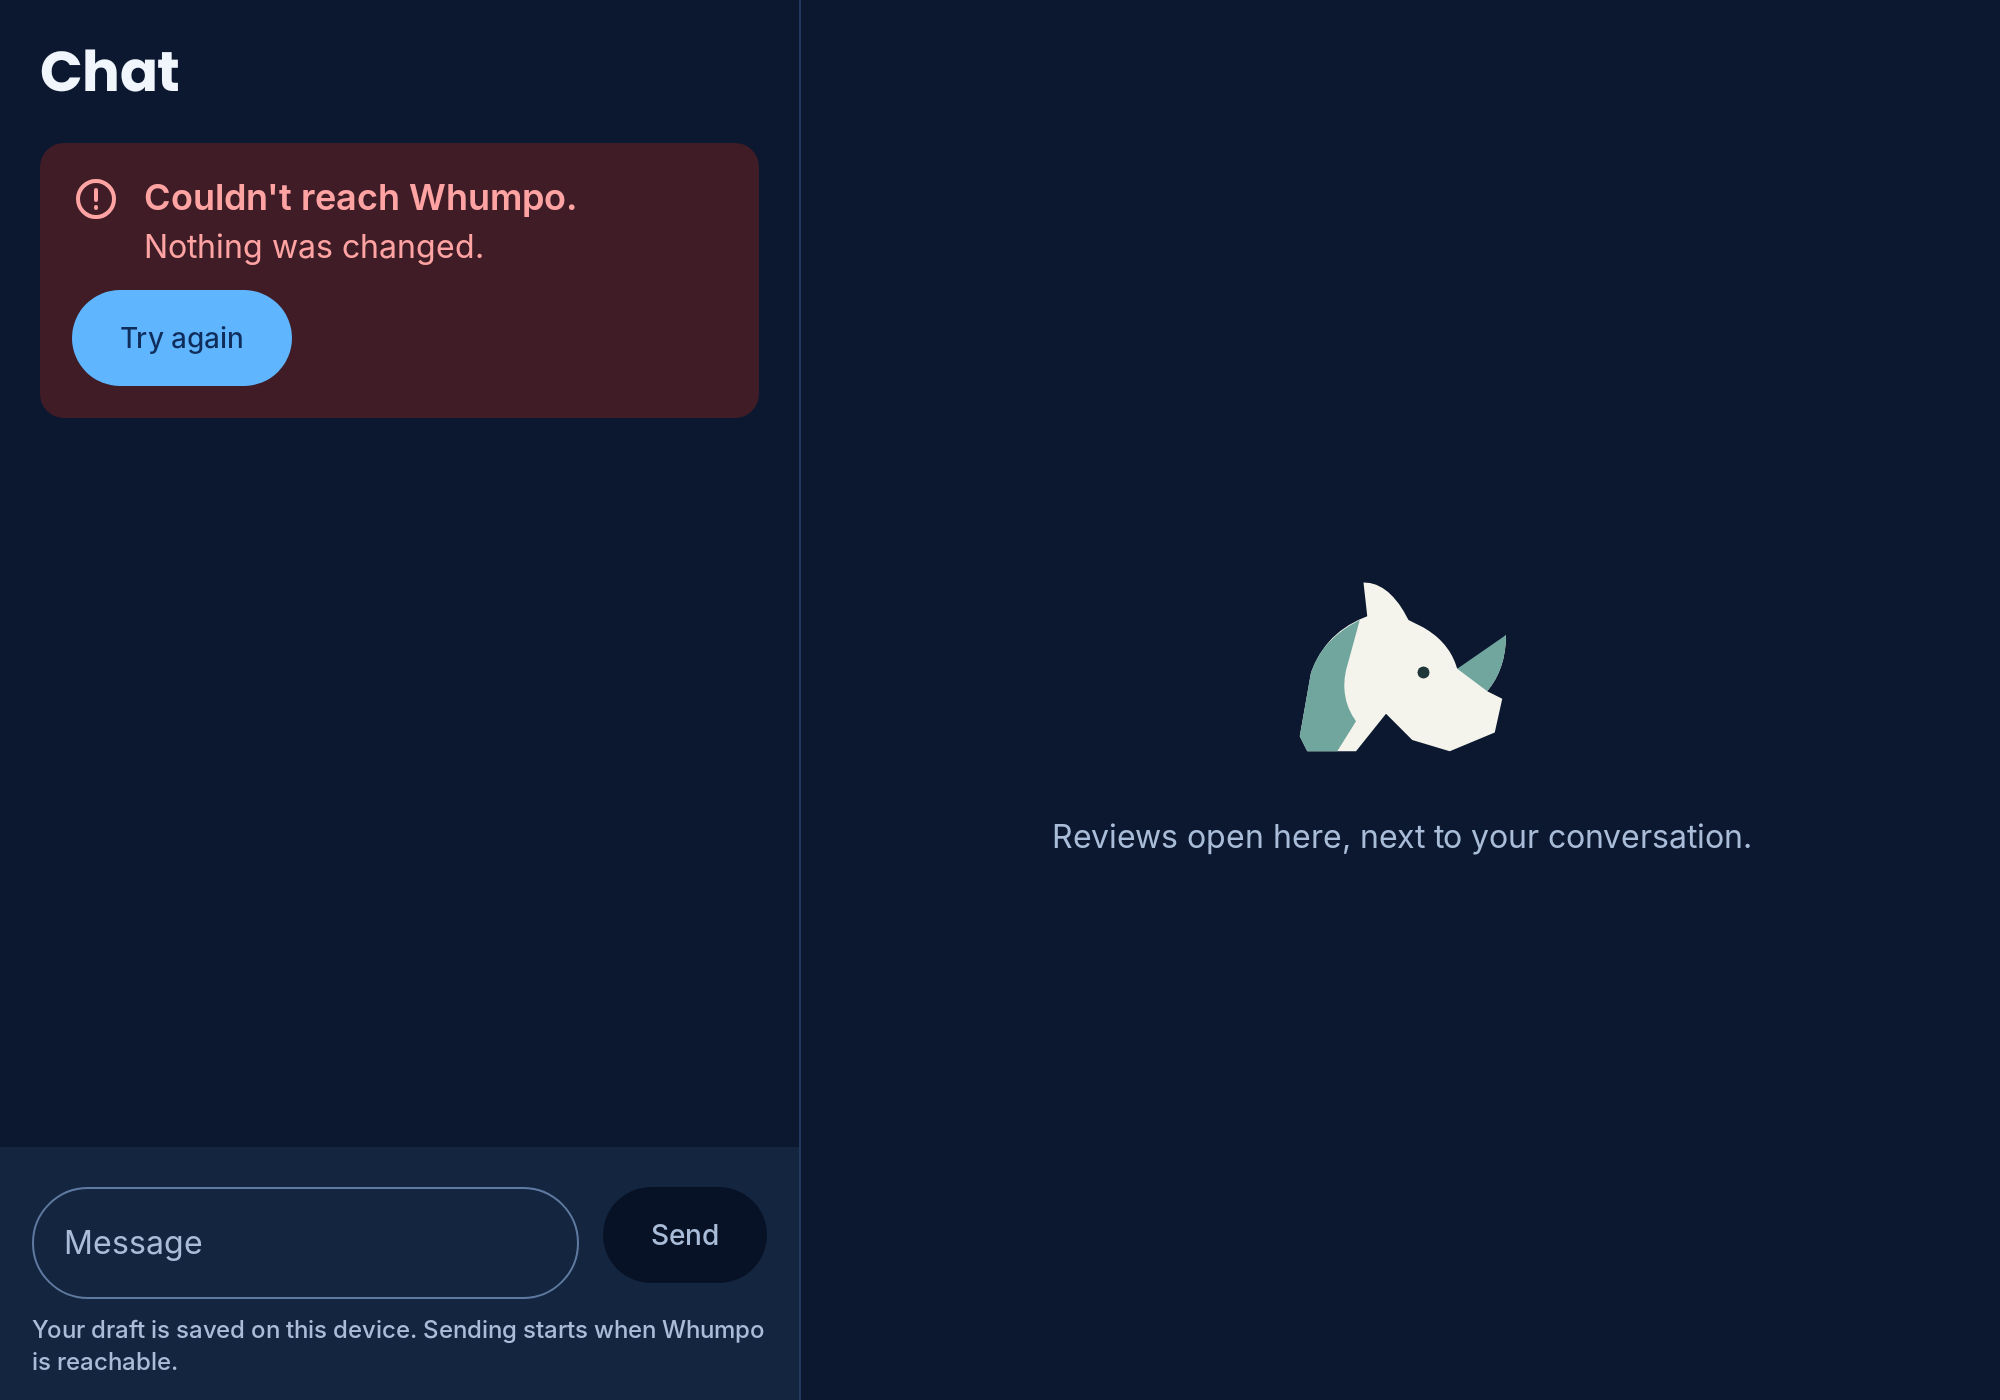 Chat
Couldn't reach Whumpo.
Nothing was changed.
Try again
Reviews open here, next to your conversation.
Message
Send
Your draft is saved on this device. Sending starts when Whumpo
is reachable.